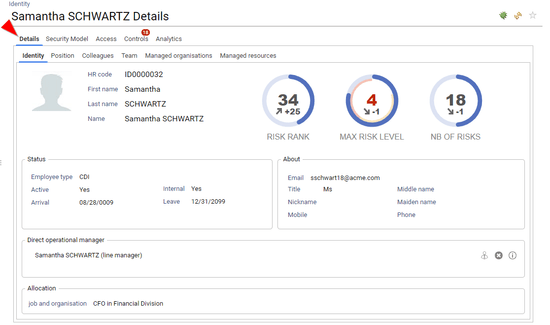 Identity
Samantha SCHWARTZ Details
Details Security Model Access Controls Analytics
Identity Position Colleagues Team Managed organisations Managed resources
HR code ID0000032
First name Samantha
Last name SCHWARTZ
Name Samantha SCHWARTZ
34 4 18
+25 -1 -1
RISK RANK MAX RISK LEVEL NB OF RISKS
Status
Employee type CDI
Active Yes Internal Yes
Arrival 08/28/0009 Leave 12/31/2099
About
Email sschwart18@acme.com
Title Ms Middle name
Nickname Maiden name
Mobile Phone
Direct operational manager
Samantha SCHWARTZ (line manager)
Allocation
job and organisation CFO in Financial Division